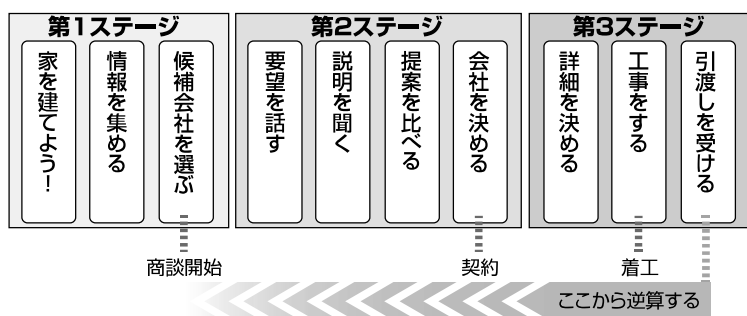 第1ステージ
家を建てよう！
情報を集める
候補会社を選ぶ
第2ステージ
要望を話す
説明を聞く
提案を比べる
会社を決める
第3ステージ
詳細を決める
工事をする
引渡しを受ける
商談開始
契約
着工
ここから逆算する